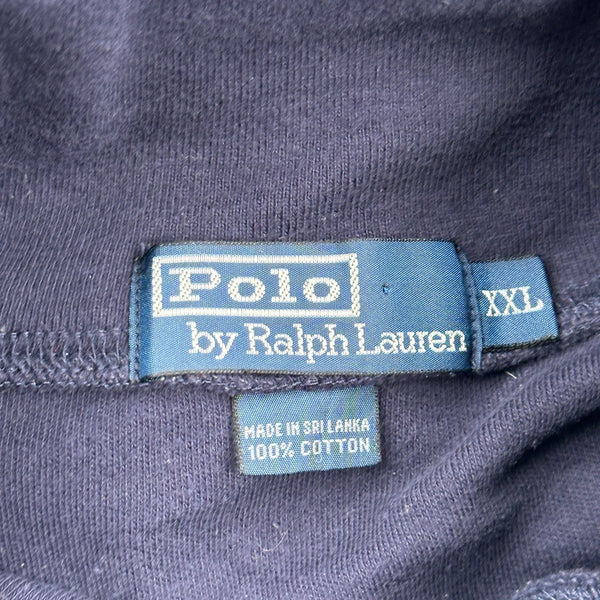 Polo
by Ralph Lauren
XXL
MADE IN SRI LANKA
100% COTTON